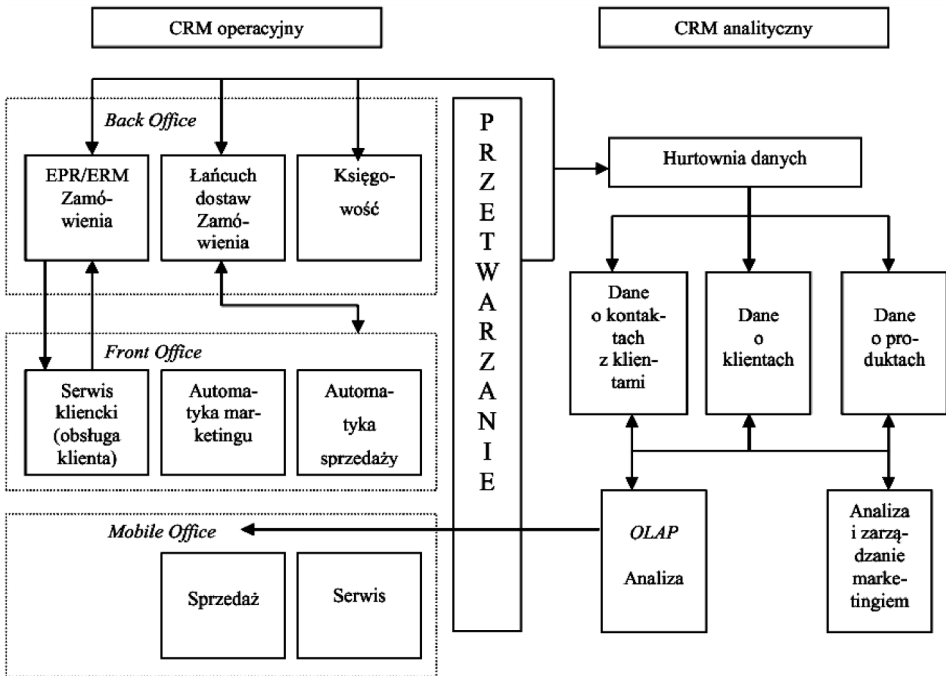 CRM operacyjny
CRM analityczny
Back Office
EPR/ERM
Zamó-
wienia
Łańcuch
dostaw
Zamó-
wienia
Księgo-
wość
Front Office
Serwis
kliencki
(obsługa
klienta)
Automa-
tyka mar-
ketingu
Automa-
tyka
sprzedaży
Mobile Office
Sprzedaż
Serwis
P
R
Z
E
T
W
A
R
Z
A
N
I
E
Hurtownia danych
Dane
o kontak-
tach
z klien-
tami
Dane
o
klientach
Dane
o pro-
duktach
OLAP
Analiza
Analiza
i zarzą-
dzanie
marke-
tingiem